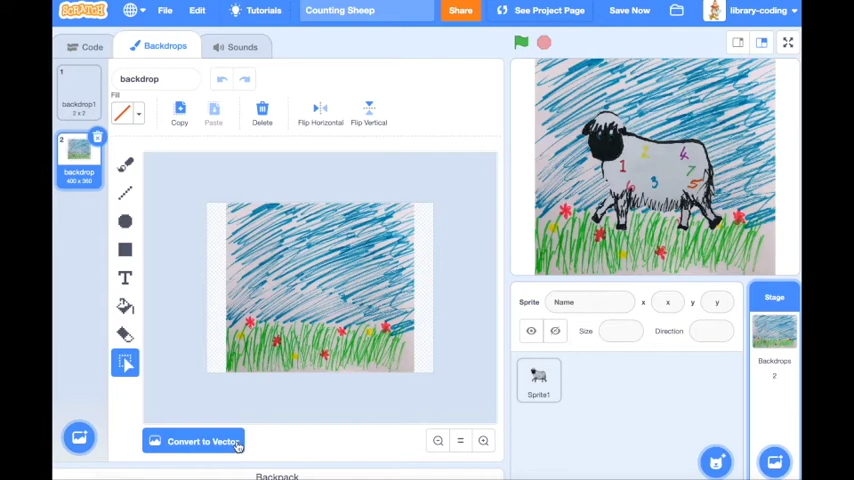 SCRATCH File Edit Tutorials Counting Sheep Share See Project Page Save Now library-coding
Code Backdrops Sounds
1
backdrop1
2 x 2
2
backdrop
400 x 360
backdrop
Fill
Copy Paste Delete Flip Horizontal Flip Vertical
T
Convert to Vector
Backpack
1 2 4
7
6 3 5
Sprite Name x x y y
Size Direction
Sprite1
Stage
Backdrops
2